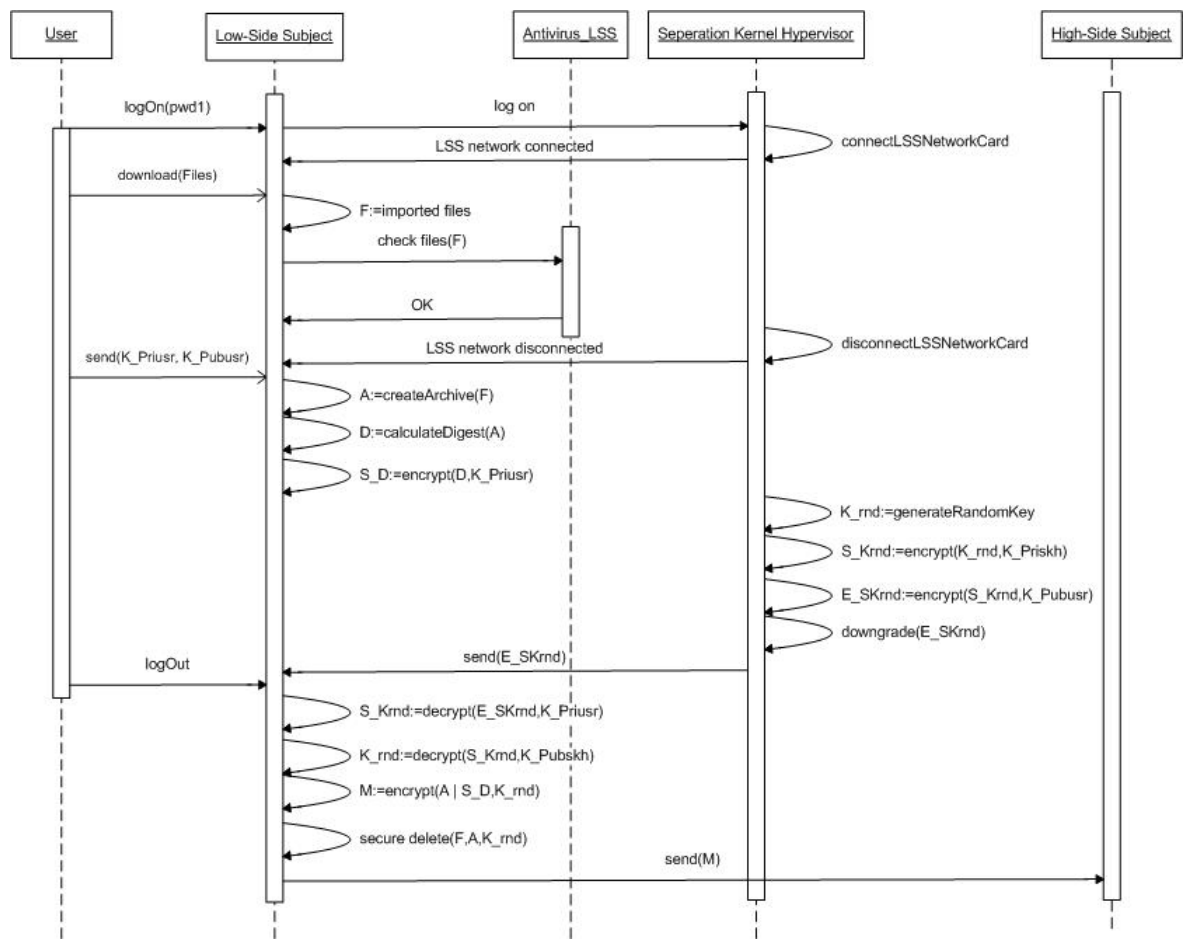 User
Low-Side Subject
Antivirus_LSS
Seperation Kernel Hypervisor
High-Side Subject
logOn(pwd1)
log on
connectLSSNetworkCard
LSS network connected
download(Files)
F:=imported files
check files(F)
OK
send(K_Priusr, K_Pubusr)
LSS network disconnected
disconnectLSSNetworkCard
A:=createArchive(F)
D:=calculateDigest(A)
S_D:=encrypt(D,K_Priusr)
K_rnd:=generateRandomKey
S_Krnd:=encrypt(K_rnd,K_Priskh)
E_SKrnd:=encrypt(S_Krnd,K_Pubusr)
downgrade(E_SKrnd)
send(E_SKrnd)
logOut
S_Krnd:=decrypt(E_SKrnd,K_Priusr)
K_rnd:=decrypt(S_Krnd,K_Pubskh)
M:=encrypt(A | S_D,K_rnd)
secure delete(F,A,K_rnd)
send(M)